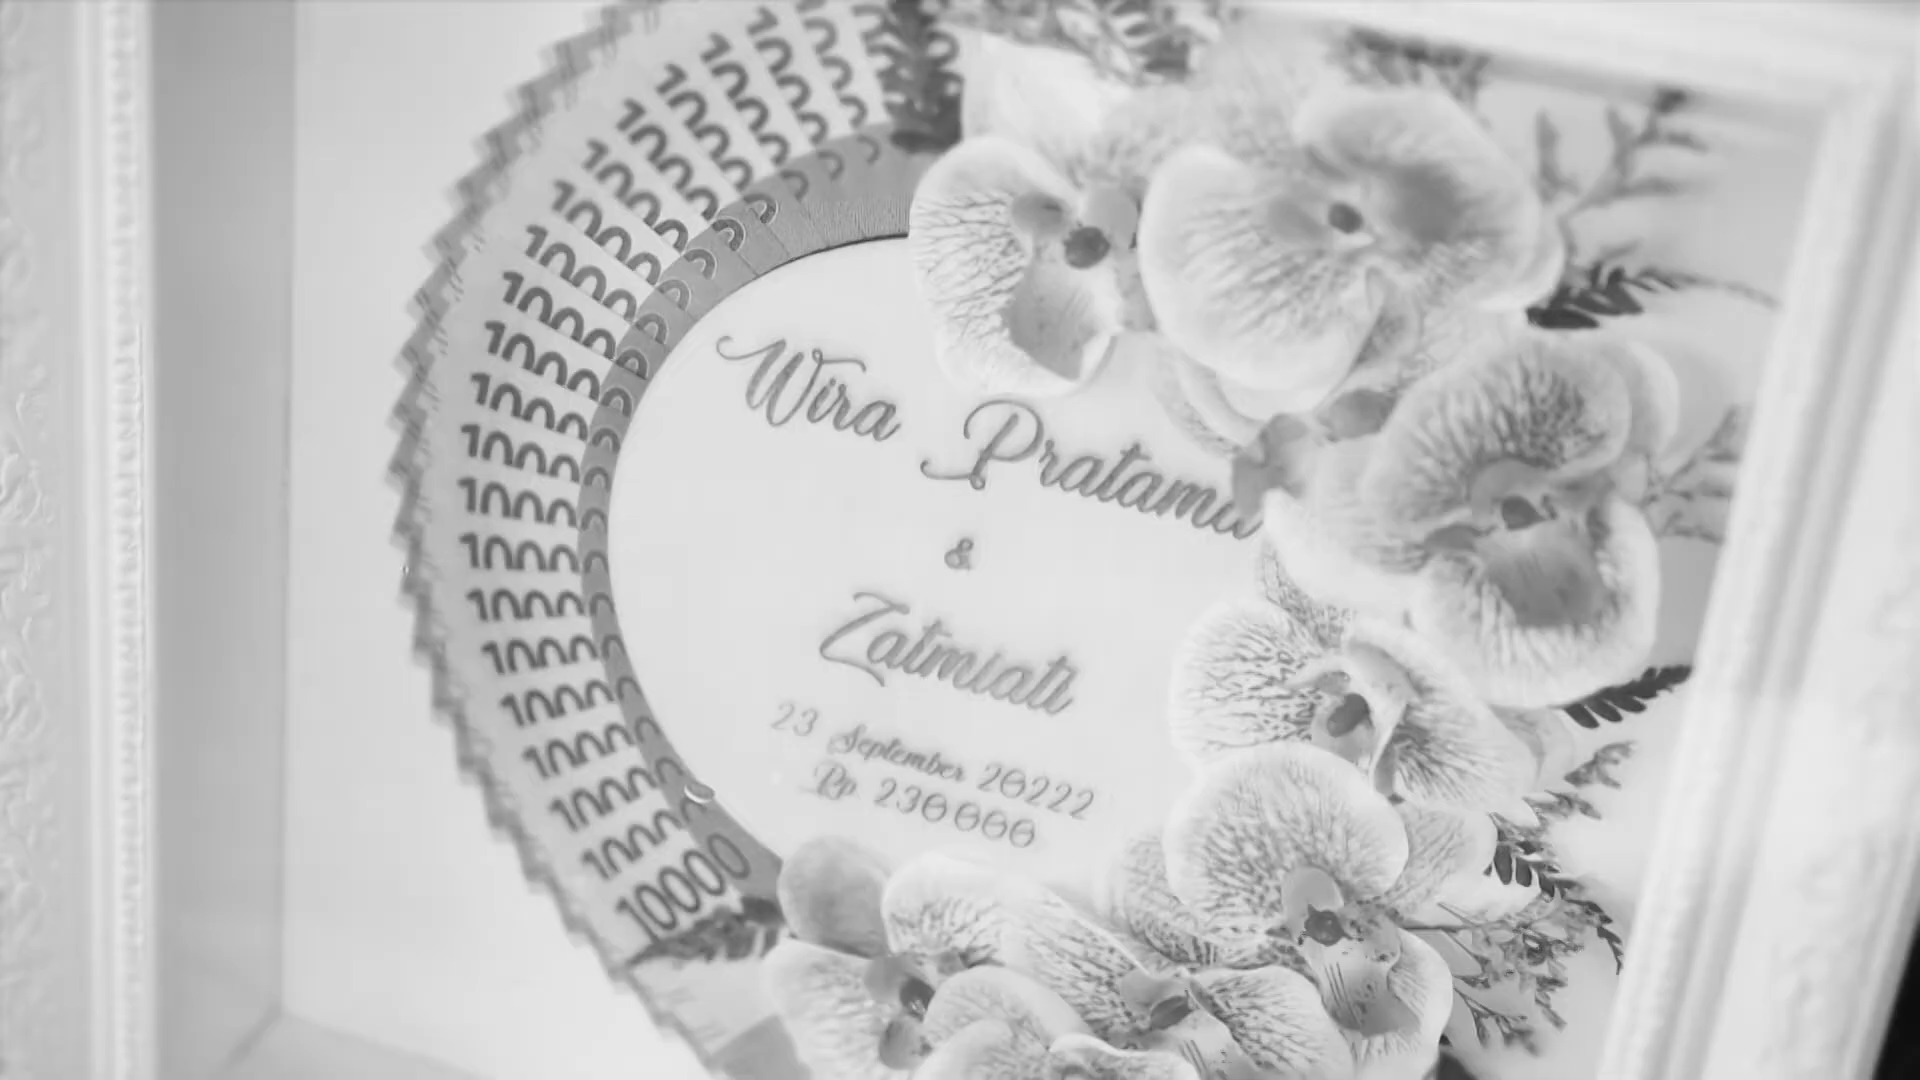 Wira Pratama
&
Zatmiati
23 September 20222
Rp 230000
10000